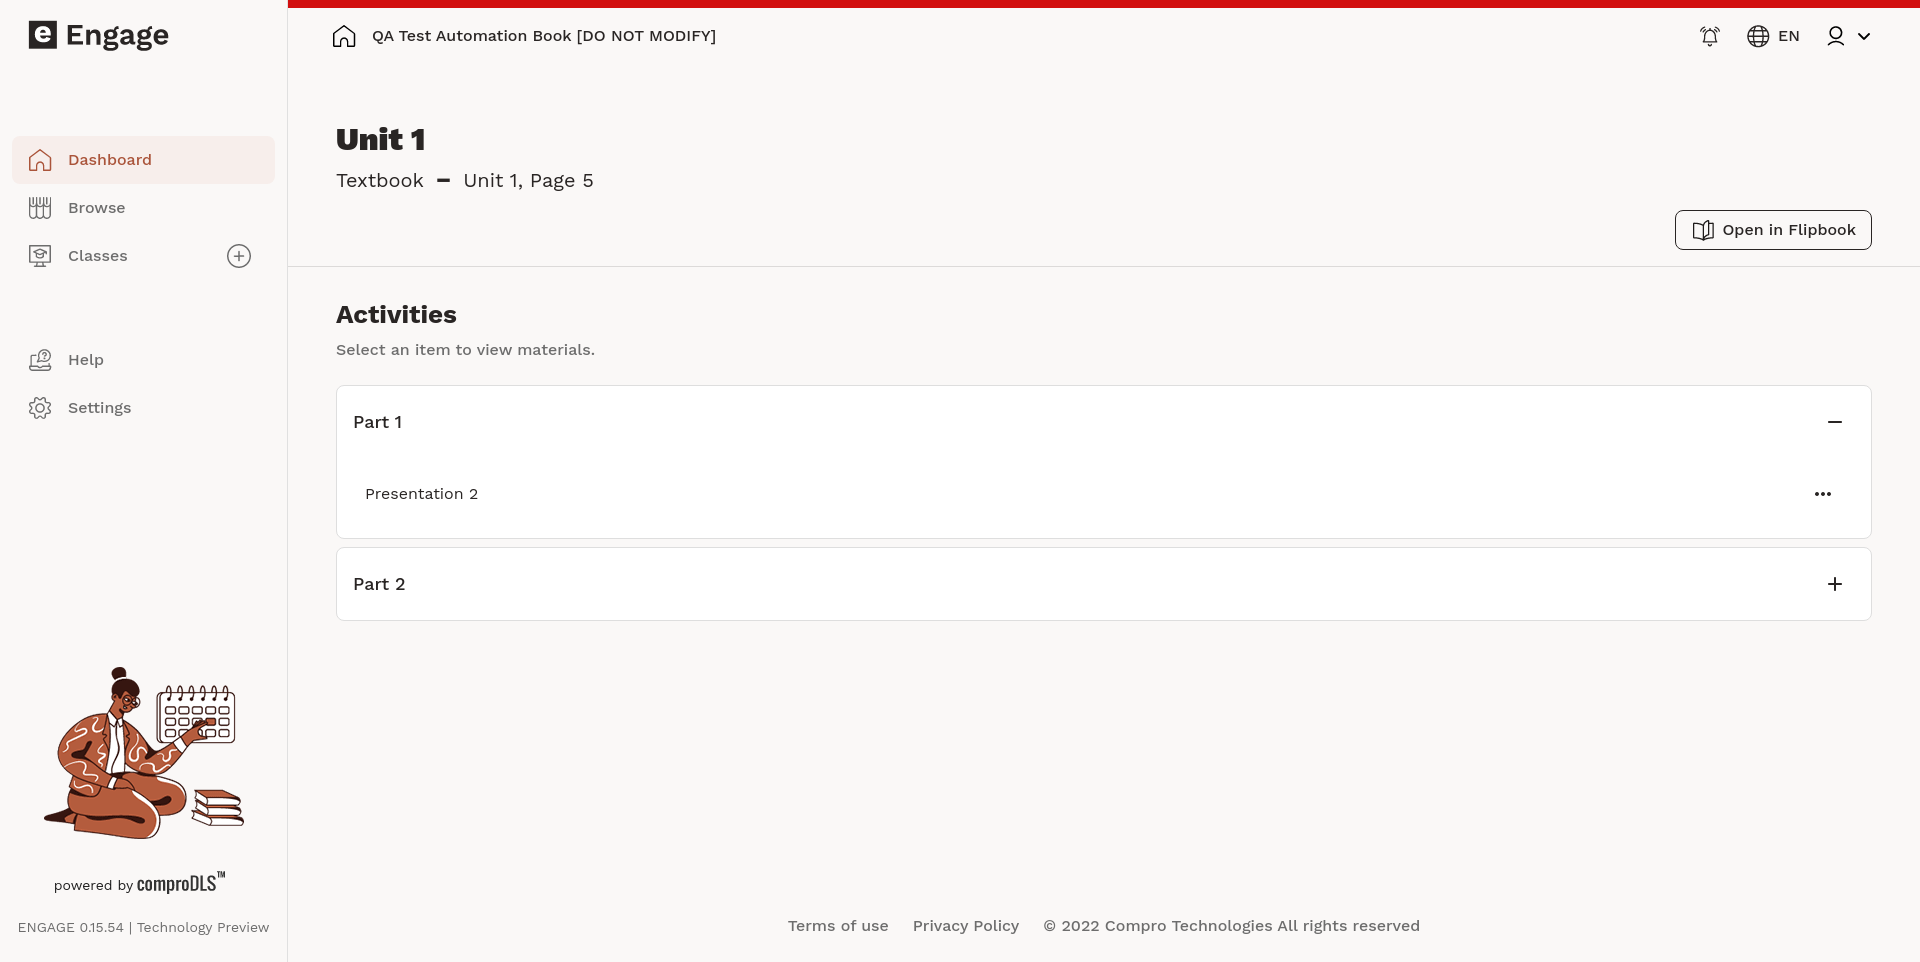 e Engage
QA Test Automation Book [DO NOT MODIFY]
EN
Dashboard
Browse
Classes
Help
Settings
powered by comproDLS™
ENGAGE 0.15.54 | Technology Preview
Unit 1
Textbook – Unit 1, Page 5
Open in Flipbook
Activities
Select an item to view materials.
Part 1
Presentation 2
Part 2
Terms of use Privacy Policy © 2022 Compro Technologies All rights reserved